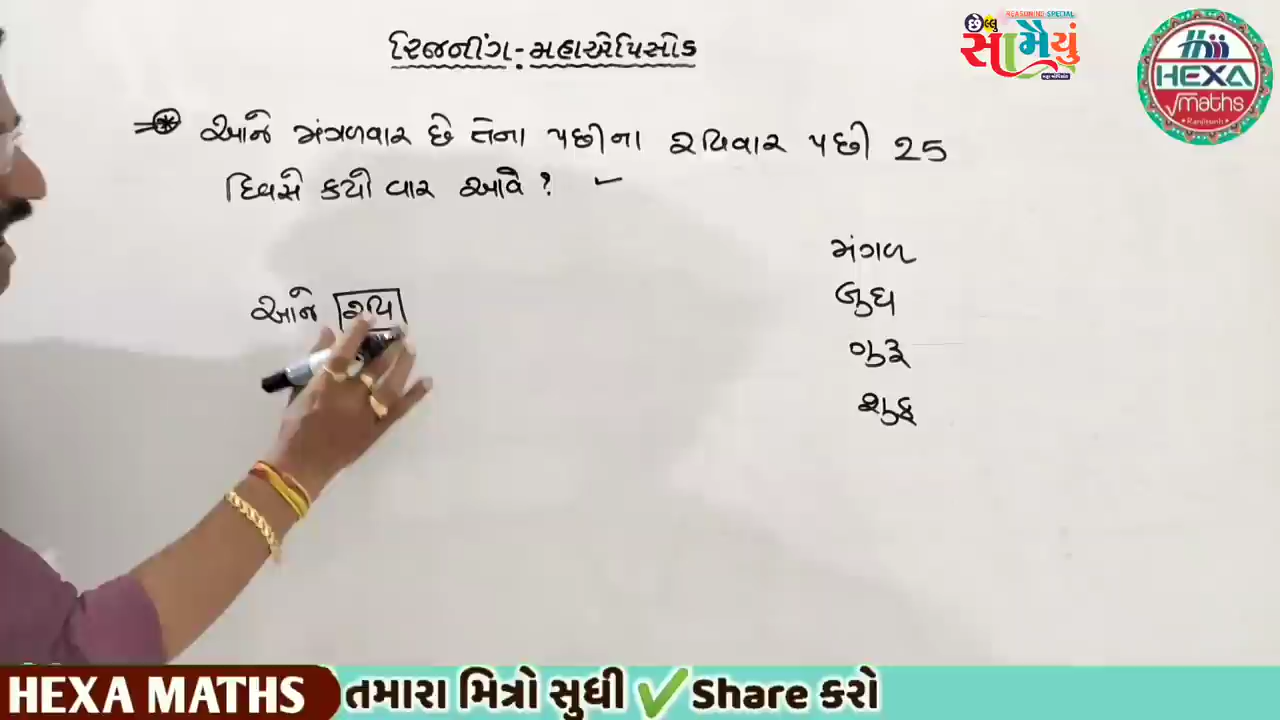 રિઝનીંગ:-મહાએપિસોડ
છેલ્લુ
REASONING SPECIAL
સામૈયું
HEXA
maths
Ranjitsinh
આજે મંગળવાર છે તેના પછીના રવિવાર પછી 25
દિવસે કયો વાર આવે ?
મંગળ
બુધ
ગુરૂ
શુક્ર
આજે રવિ
HEXA MATHS તમારા મિત્રો સુધી ✔ Share કરો